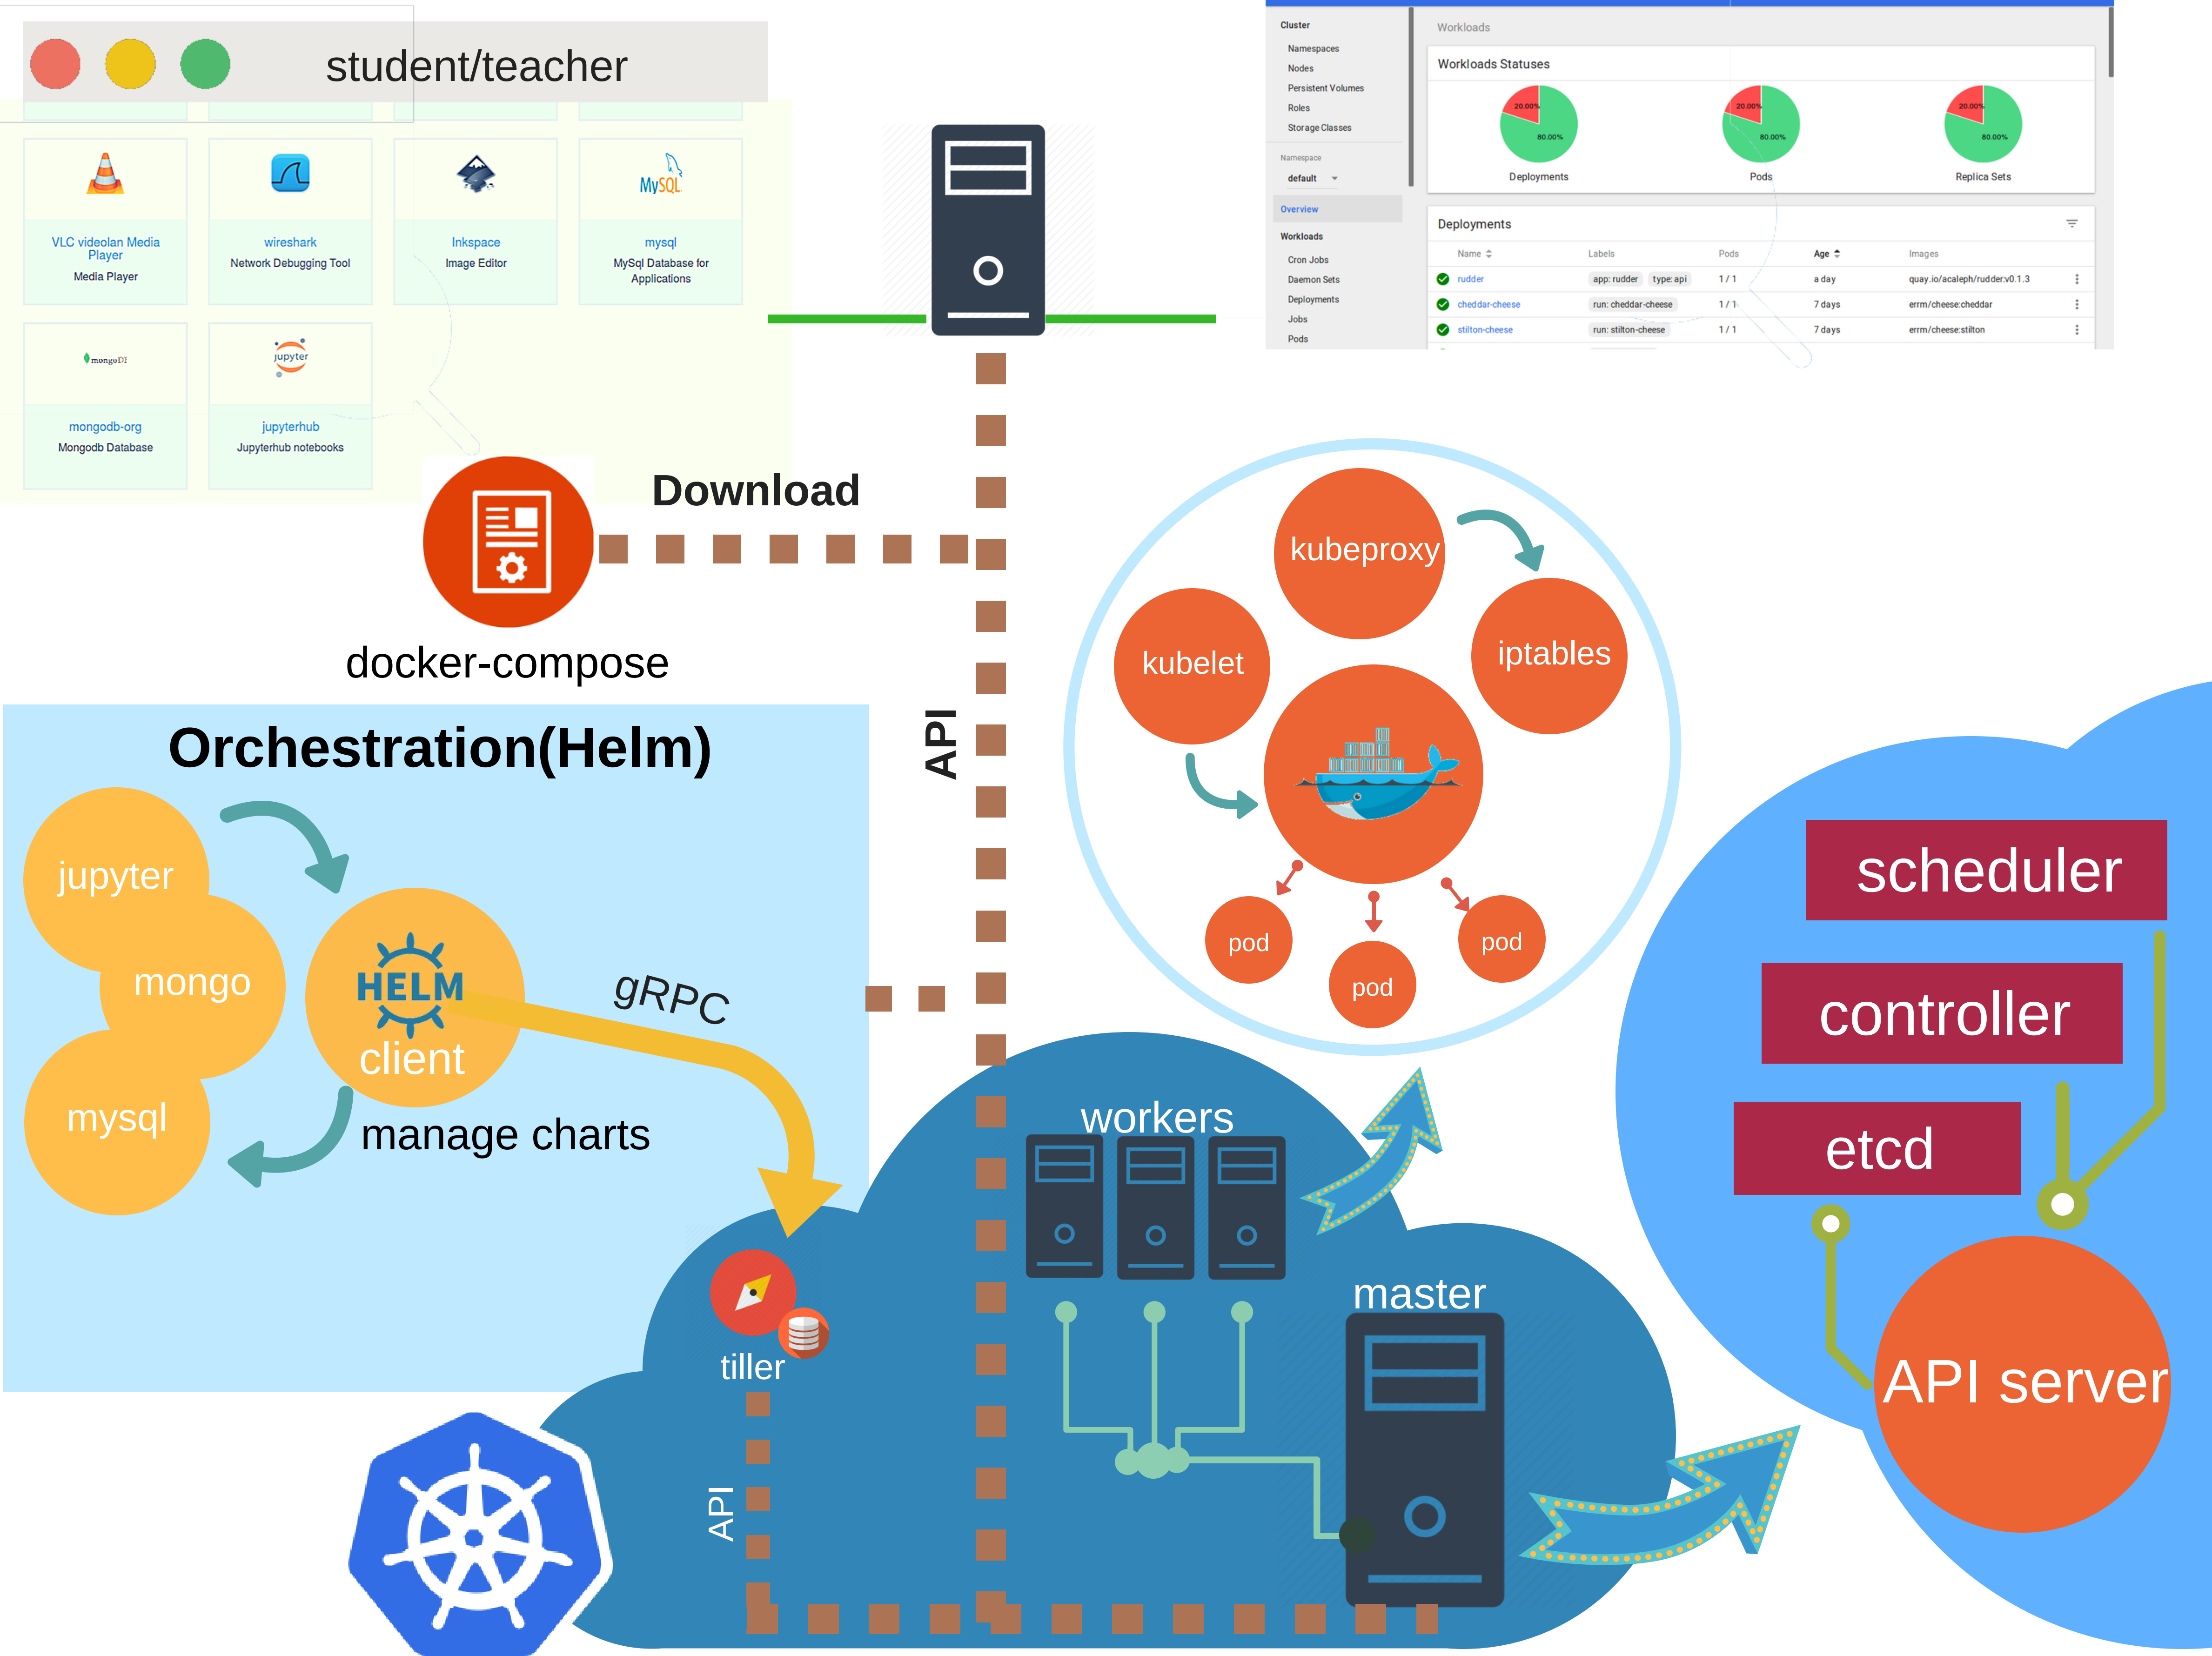 student/teacher
VLC videolan Media
Player
Media Player
wireshark
Network Debugging Tool
Inkspace
Image Editor
MySQL
mysql
MySql Database for
Applications
mongoDB
mongodb-org
Mongodb Database
jupyter
jupyterhub
Jupyterhub notebooks
Cluster
Namespaces
Nodes
Persistent Volumes
Roles
Storage Classes
Namespace
default
Overview
Workloads
Cron Jobs
Daemon Sets
Deployments
Jobs
Pods
Workloads
Workloads Statuses
20.00% 80.00%
20.00% 80.00%
20.00% 80.00%
Deployments Pods Replica Sets
Deployments
Name Labels Pods Age Images
rudder app: rudder type: api 1 / 1 a day quay.io/acaleph/rudder:v0.1.3
cheddar-cheese run: cheddar-cheese 1 / 1 7 days errm/cheese:cheddar
stilton-cheese run: stilton-cheese 1 / 1 7 days errm/cheese:stilton
Download
docker-compose
API
kubeproxy
kubelet
iptables
pod
pod
pod
Orchestration(Helm)
jupyter
mongo
mysql
HELM
client
gRPC
manage charts
workers
master
tiller
API
scheduler
controller
etcd
API server